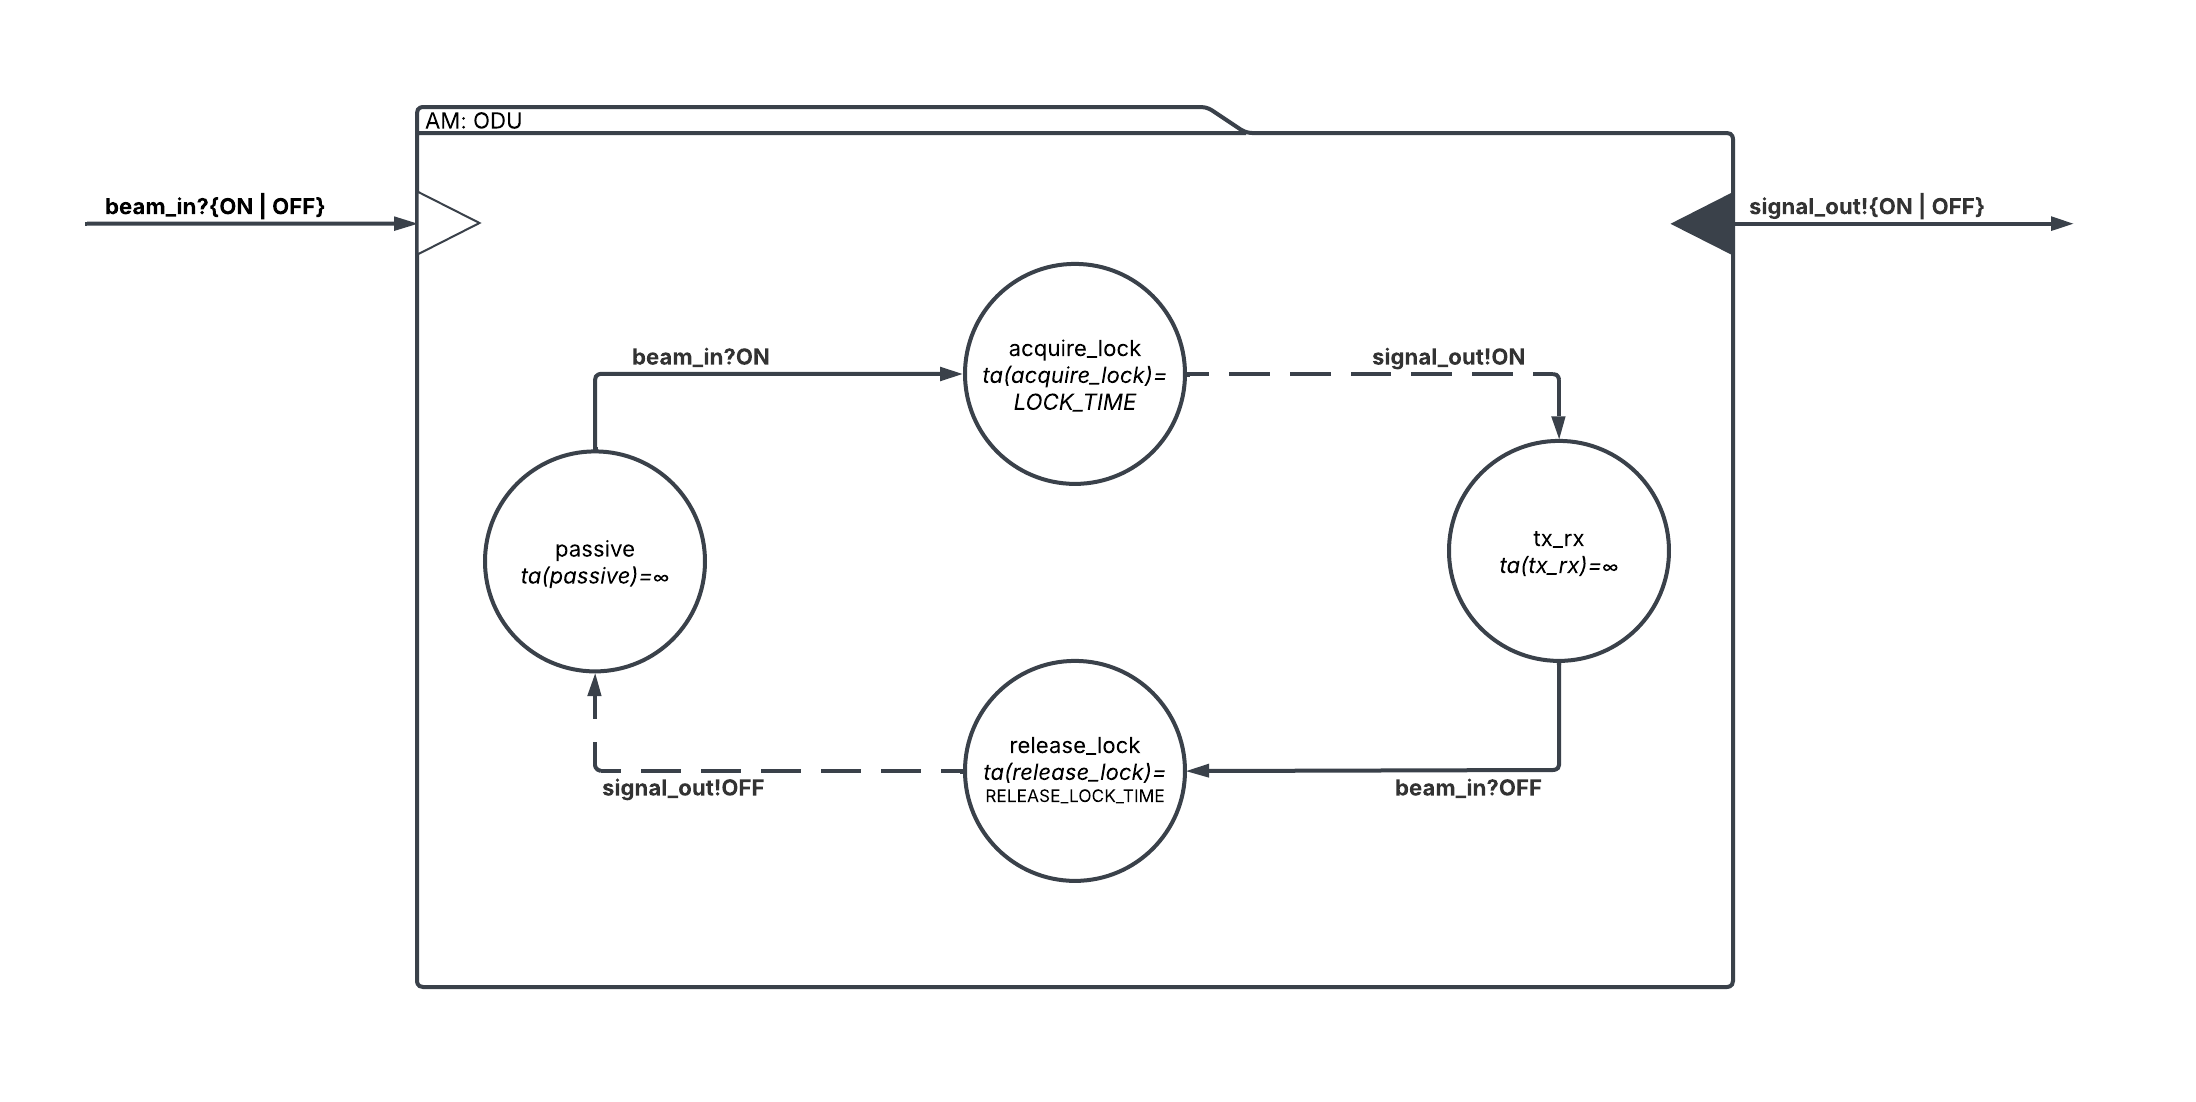 AM: ODU
beam_in?{ON | OFF}
signal_out!{ON | OFF}
beam_in?ON
acquire_lock
ta(acquire_lock)=
LOCK_TIME
signal_out!ON
passive
ta(passive)=∞
tx_rx
ta(tx_rx)=∞
release_lock
ta(release_lock)=
RELEASE_LOCK_TIME
signal_out!OFF
beam_in?OFF